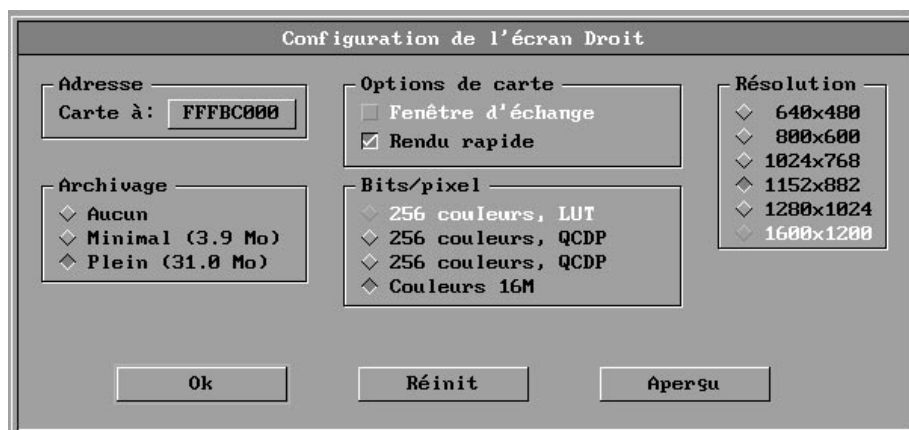 Configuration de l'écran Droit
Adresse
Carte à: FFFBC000
Options de carte
Fenêtre d'échange
Rendu rapide
Résolution
640x480
800x600
1024x768
1152x882
1280x1024
1600x1200
Archivage
Aucun
Minimal (3.9 Mo)
Plein (31.0 Mo)
Bits/pixel
256 couleurs, LUT
256 couleurs, QCDP
256 couleurs, QCDP
Couleurs 16M
Ok
Réinit
Aperçu